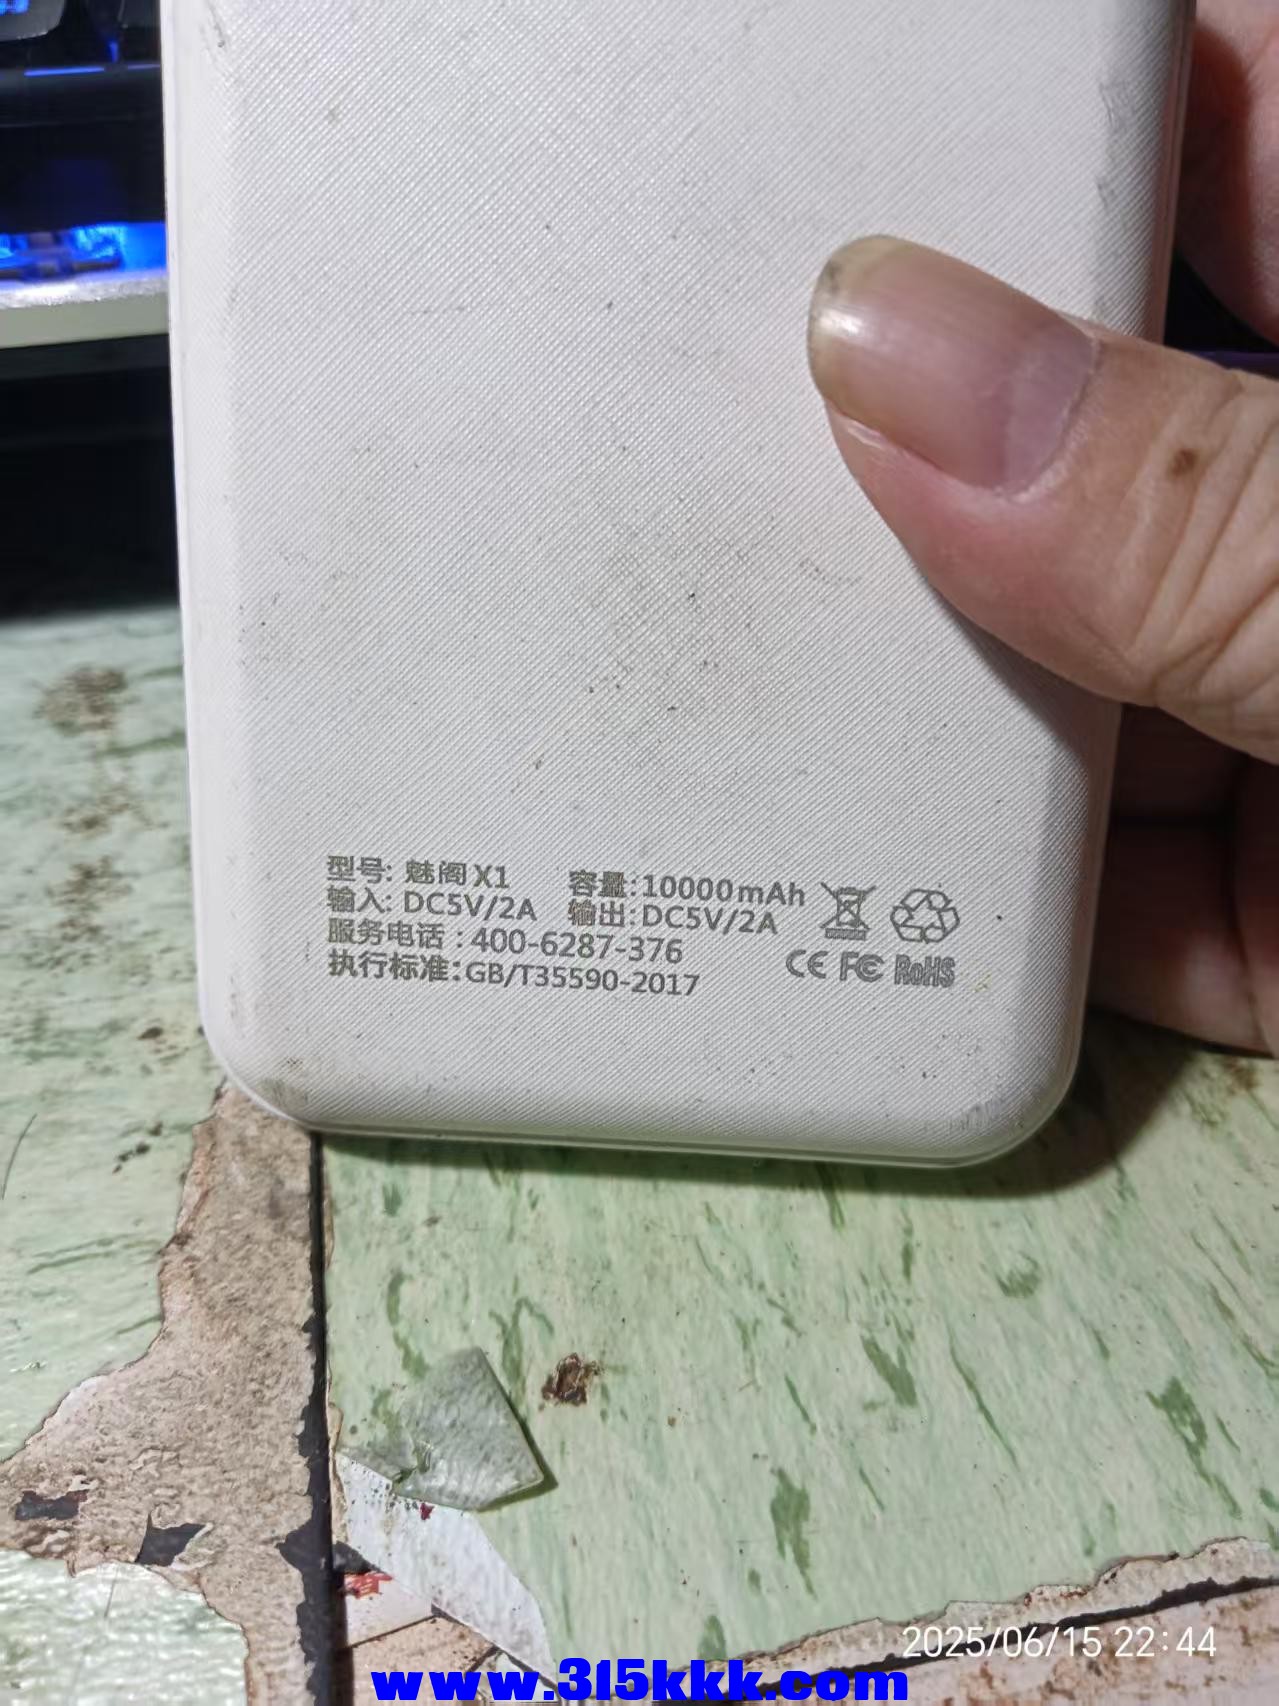 型号: 魅阁X1 容量:10000mAh
输入: DC5V/2A 输出:DC5V/2A
服务电话:400-6287-376
执行标准:GB/T35590-2017
CE FC RoHS
2025/06/15 22:44
www.315kkk.com